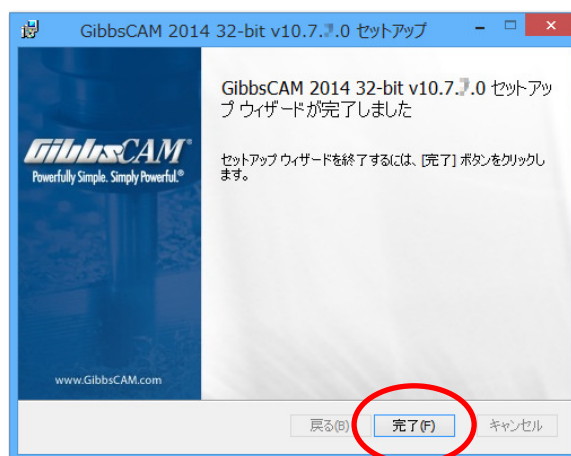 GibbsCAM 2014 32-bit v10.7. .0 セットアップ
GibbsCAM 2014 32-bit v10.7. .0 セットアッ
プ ウィザードが完了しました
GibbsCAM®
Powerfully Simple. Simply Powerful.®
セットアップ ウィザードを終了するには、[完了] ボタンをクリックし
ます。
www.GibbsCAM.com
戻る(B)
完了(F)
キャンセル